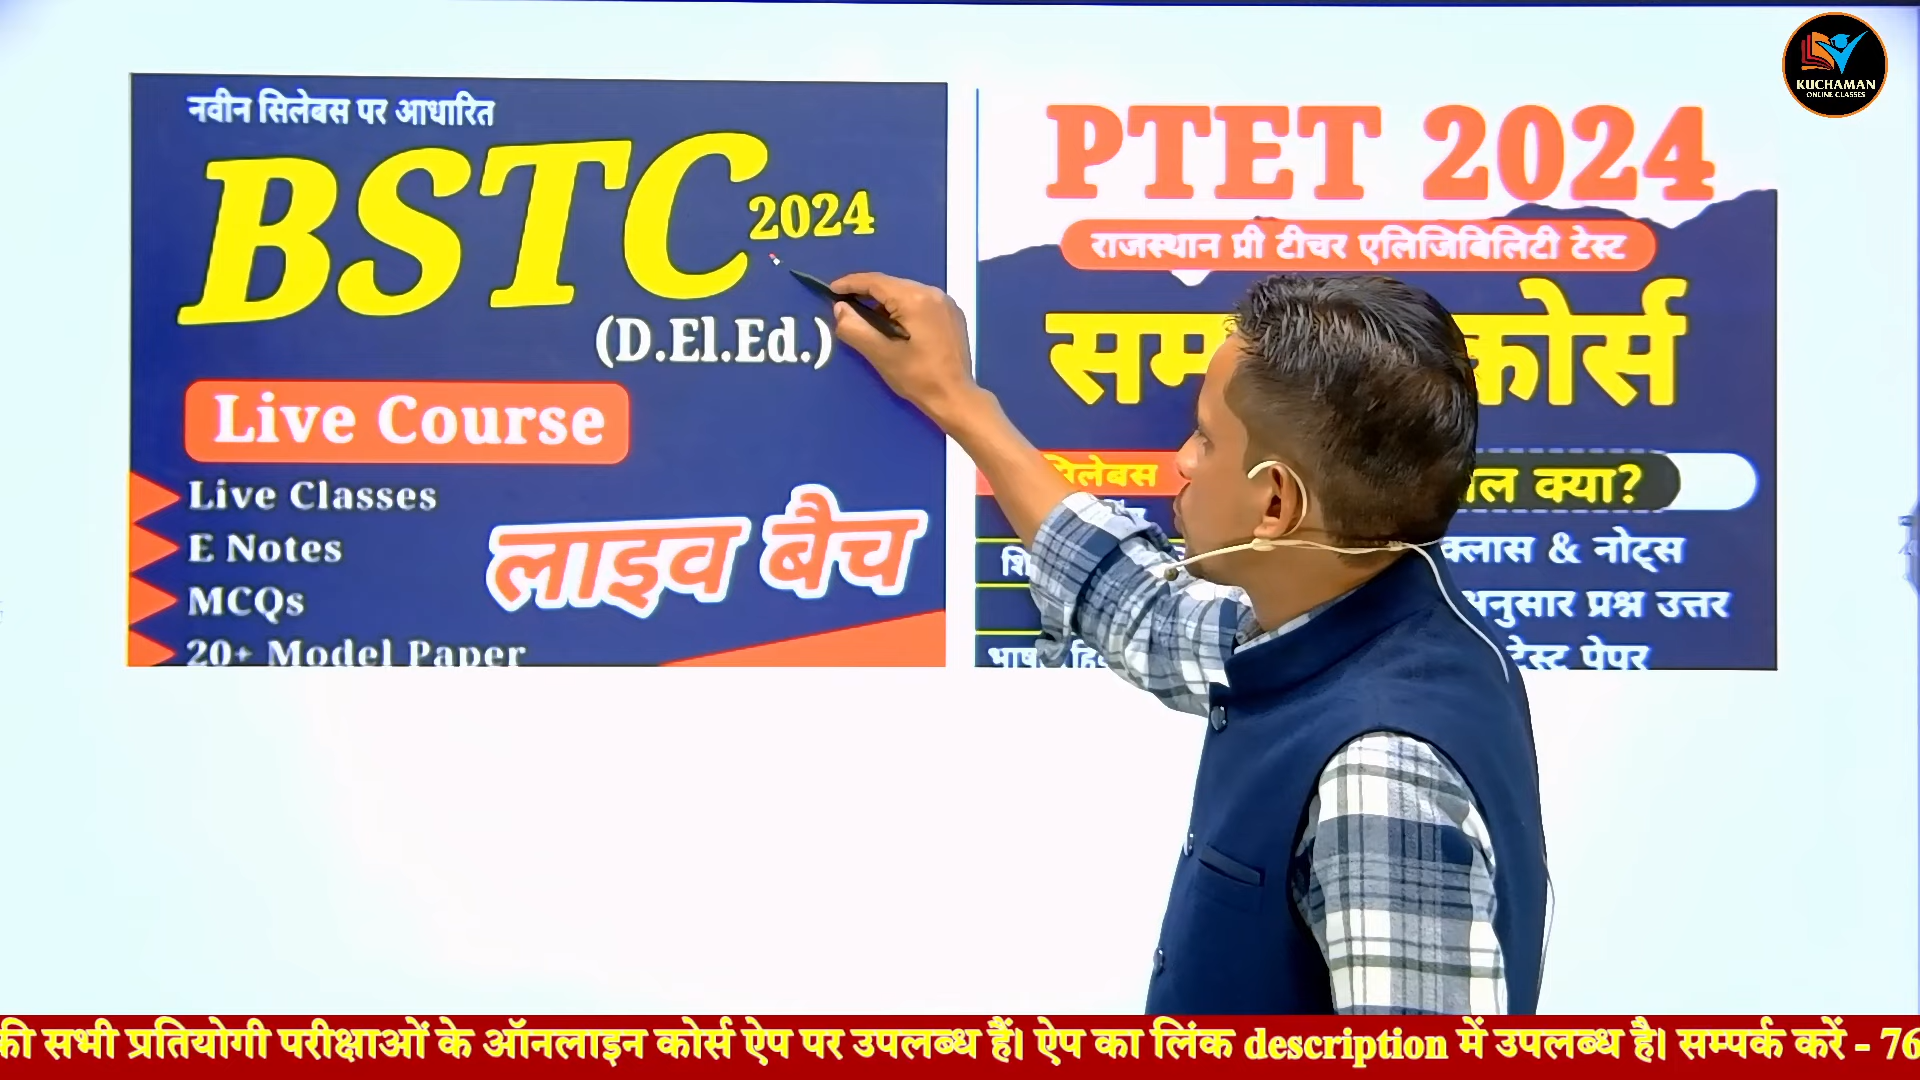 नवीन सिलेबस पर आधारित
BSTC 2024
(D.El.Ed.)
Live Course
Live Classes
E Notes
MCQs
20+ Model Paper
लाइव बैच
PTET 2024
राजस्थान प्री टीचर एलिजिबिलिटी टेस्ट
कोर्स
क्या?
क्लास & नोट्स
प्रश्न उत्तर
टेस्ट पेपर
KUCHAMAN
ONLINE CLASSES
की सभी प्रतियोगी परीक्षाओं के ऑनलाइन कोर्स ऐप पर उपलब्ध हैं। ऐप का लिंक description में उपलब्ध है। सम्पर्क करें - 76